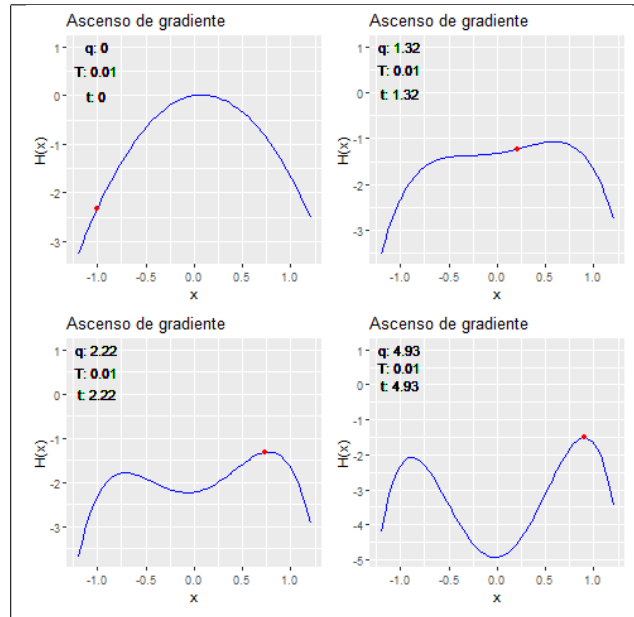 Ascenso de gradiente
q: 0
T: 0.01
t: 0
H(x)
1
0
-1
-2
-3
-1.0 -0.5 0.0 0.5 1.0
x
Ascenso de gradiente
q: 1.32
T: 0.01
t: 1.32
H(x)
1
0
-1
-2
-3
-1.0 -0.5 0.0 0.5 1.0
x
Ascenso de gradiente
q: 2.22
T: 0.01
t: 2.22
H(x)
1
0
-1
-2
-3
-1.0 -0.5 0.0 0.5 1.0
x
Ascenso de gradiente
q: 4.93
T: 0.01
t: 4.93
H(x)
1
0
-1
-2
-3
-4
-5
-1.0 -0.5 0.0 0.5 1.0
x